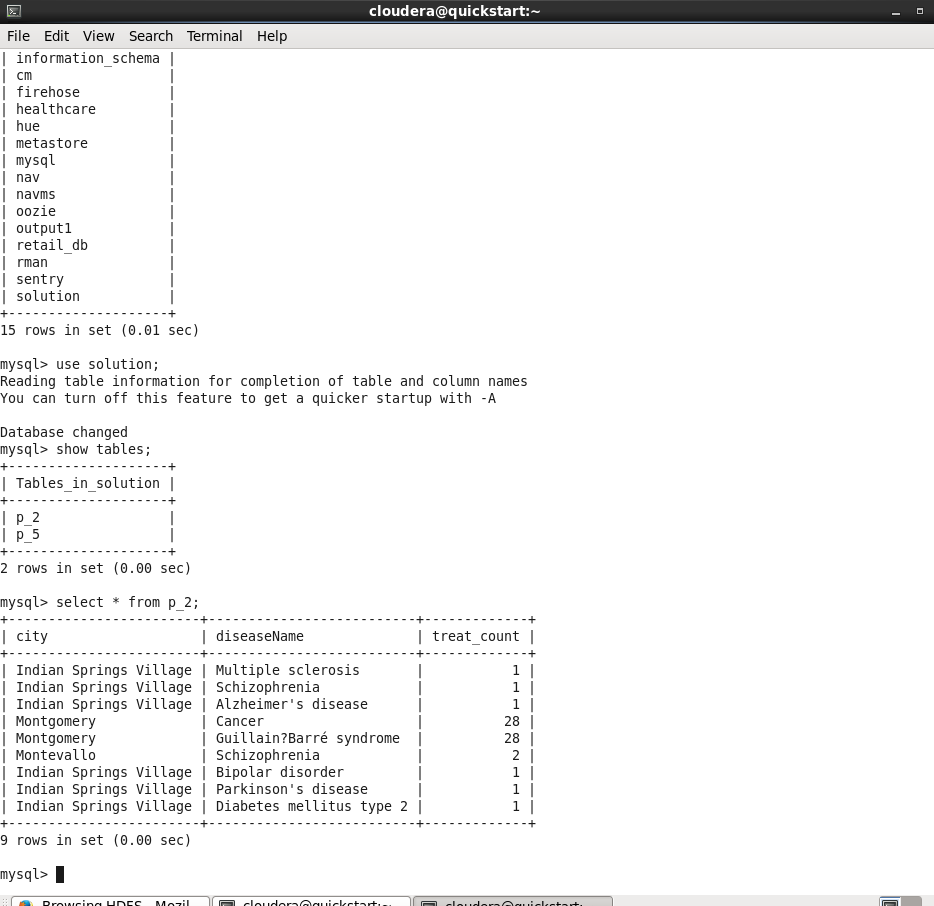 cloudera@quickstart:~
File Edit View Search Terminal Help
| information_schema |
| cm                 |
| firehose           |
| healthcare         |
| hue                |
| metastore          |
| mysql              |
| nav                |
| navms              |
| oozie              |
| output1            |
| retail_db          |
| rman               |
| sentry             |
| solution           |
+--------------------+
15 rows in set (0.01 sec)
mysql> use solution;
Reading table information for completion of table and column names
You can turn off this feature to get a quicker startup with -A
Database changed
mysql> show tables;
+--------------------+
| Tables_in_solution |
+--------------------+
| p_2                |
| p_5                |
+--------------------+
2 rows in set (0.00 sec)
mysql> select * from p_2;
+------------------------+--------------------------+-------------+
| city                   | diseaseName              | treat_count |
+------------------------+--------------------------+-------------+
| Indian Springs Village | Multiple sclerosis       |           1 |
| Indian Springs Village | Schizophrenia            |           1 |
| Indian Springs Village | Alzheimer's disease      |           1 |
| Montgomery             | Cancer                   |          28 |
| Montgomery             | Guillain?Barré syndrome  |          28 |
| Montevallo             | Schizophrenia            |           2 |
| Indian Springs Village | Bipolar disorder         |           1 |
| Indian Springs Village | Parkinson's disease      |           1 |
| Indian Springs Village | Diabetes mellitus type 2 |           1 |
+------------------------+--------------------------+-------------+
9 rows in set (0.00 sec)
mysql>
Browsing HDFS - Mozil... cloudera@quickstart:~ cloudera@quickstart:~